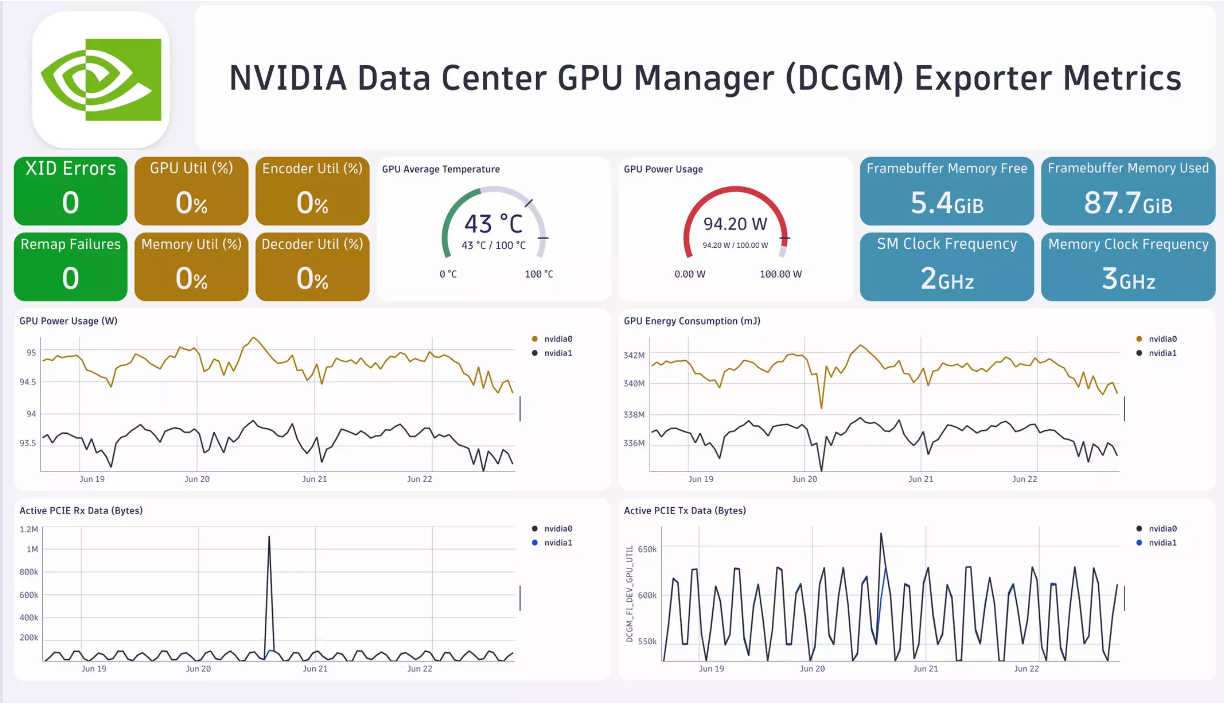 NVIDIA Data Center GPU Manager (DCGM) Exporter Metrics
XID Errors
0
GPU Util (%)
0%
Encoder Util (%)
0%
Remap Failures
0
Memory Util (%)
0%
Decoder Util (%)
0%
GPU Average Temperature
43 °C
43 °C / 100 °C
0 °C
100 °C
GPU Power Usage
94.20 W
94.20 W / 100.00 W
0.00 W
100.00 W
Framebuffer Memory Free
5.4GiB
Framebuffer Memory Used
87.7GiB
SM Clock Frequency
2GHz
Memory Clock Frequency
3GHz
GPU Power Usage (W)
95
94.5
94
93.5
Jun 19
Jun 20
Jun 21
Jun 22
nvidia0
nvidia1
GPU Energy Consumption (mJ)
342M
340M
338M
336M
Jun 19
Jun 20
Jun 21
Jun 22
nvidia0
nvidia1
Active PCIE Rx Data (Bytes)
1.2M
1M
800k
600k
400k
200k
Jun 19
Jun 20
Jun 21
Jun 22
nvidia0
nvidia1
Active PCIE Tx Data (Bytes)
DCGM_FI_DEV_GPU_UTIL
650k
600k
550k
Jun 19
Jun 20
Jun 21
Jun 22
nvidia0
nvidia1